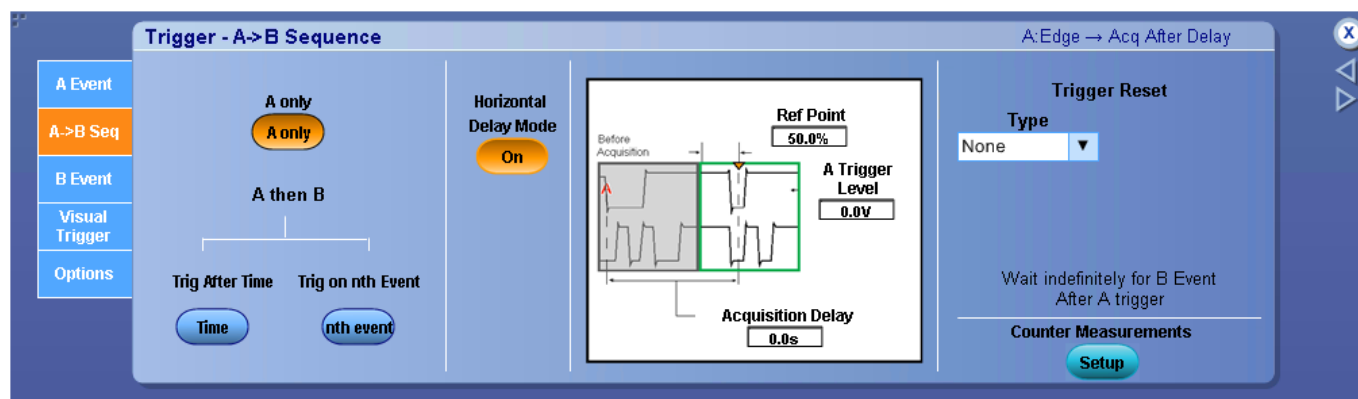 Trigger - A->B Sequence
A:Edge → Acq After Delay
X
A Event
A->B Seq
B Event
Visual
Trigger
Options
A only
A only
A then B
Trig After Time
Trig on nth Event
Time
nth event
Horizontal
Delay Mode
On
Before
Acquisition
A
Ref Point
50.0%
A Trigger
Level
0.0V
Acquisition Delay
0.0s
Trigger Reset
Type
None
Wait indefinitely for B Event
After A trigger
Counter Measurements
Setup